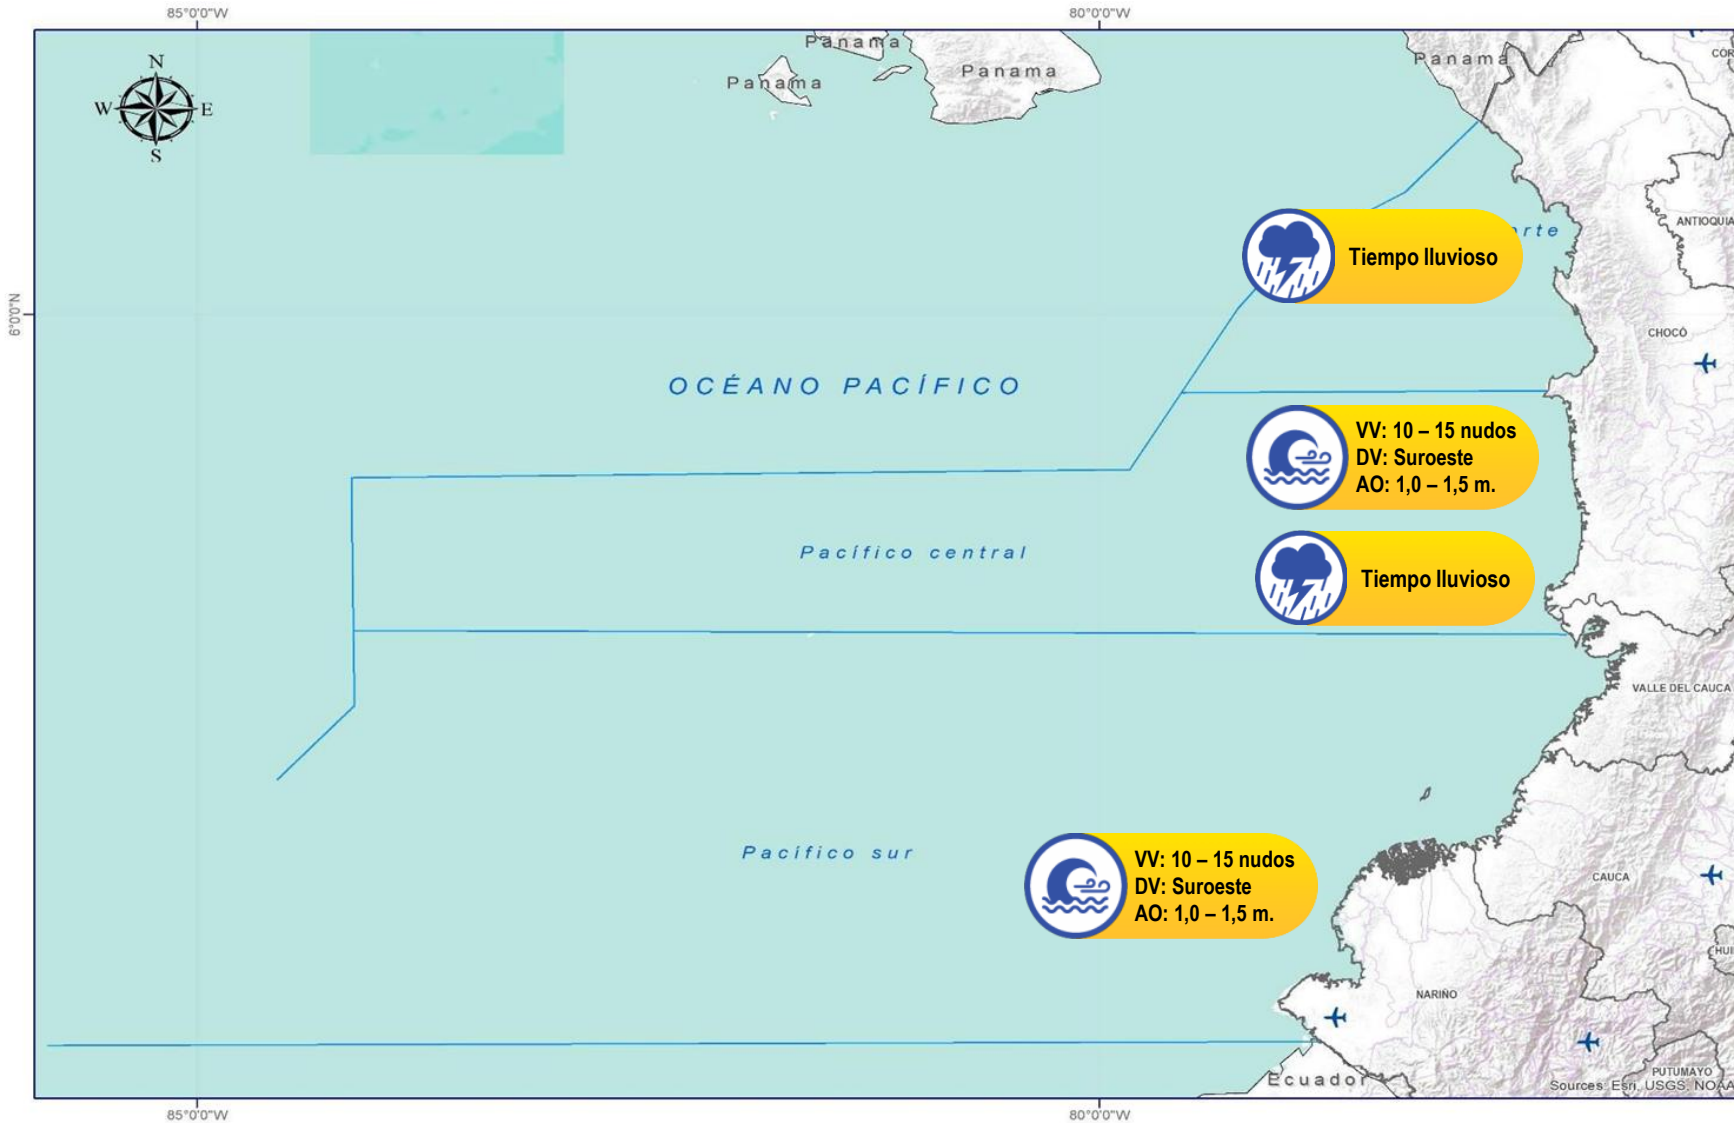 85°0'0"W
80°0'0"W
N
W
E
S
Panama
Panama
Panama
Panama
ANTIOQUIA
Tiempo lluvioso
6°0'0"N
CHOCÓ
OCÉANO PACÍFICO
VV: 10 – 15 nudos
DV: Suroeste
AO: 1,0 – 1,5 m.
Pacífico central
Tiempo lluvioso
VALLE DEL CAUCA
Pacífico sur
VV: 10 – 15 nudos
DV: Suroeste
AO: 1,0 – 1,5 m.
CAUCA
NARIÑO
PUTUMAYO
Ecuador
Sources: Esri, USGS, NOAA
85°0'0"W
80°0'0"W